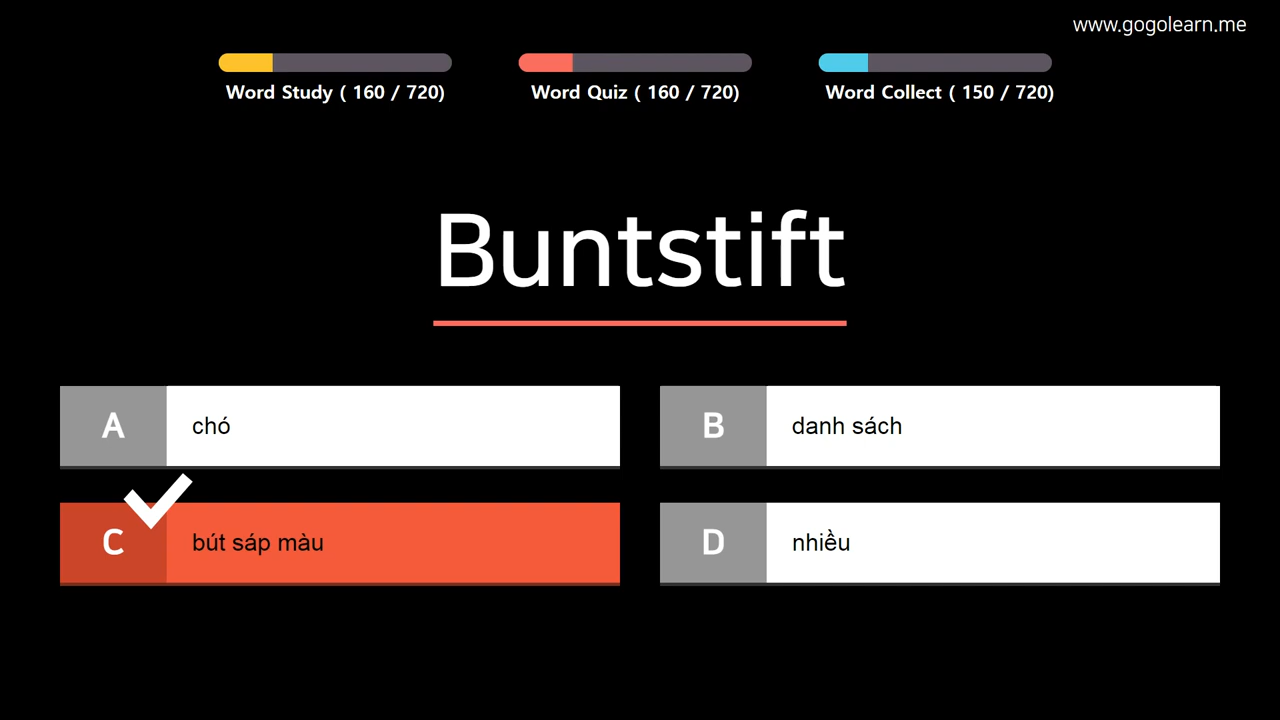 www.gogolearn.me
Word Study ( 160 / 720)
Word Quiz ( 160 / 720)
Word Collect ( 150 / 720)
Buntstift
A
chó
B
danh sách
C
bút sáp màu
D
nhiều